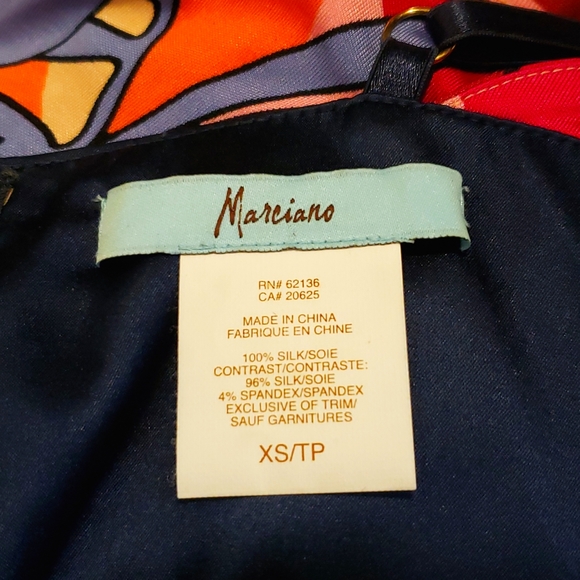 Marciano
RN# 62136
CA# 20625
MADE IN CHINA
FABRIQUE EN CHINE
100% SILK/SOIE
CONTRAST/CONTRASTE:
96% SILK/SOIE
4% SPANDEX/SPANDEX
EXCLUSIVE OF TRIM/
SAUF GARNITURES
XS/TP